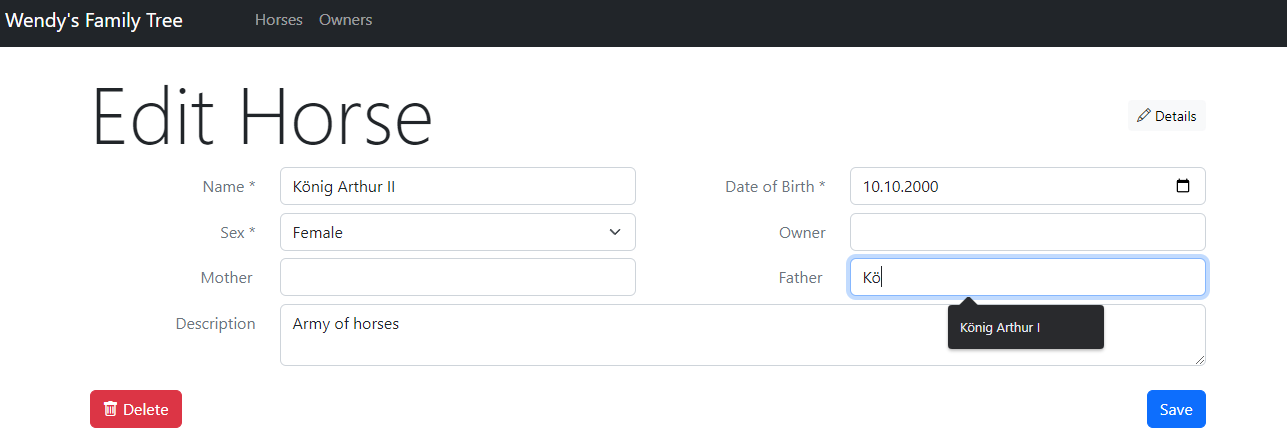 Wendy's Family Tree Horses Owners
Edit Horse
Details
Name * König Arthur II Date of Birth * 10.10.2000
Sex * Female Owner
Mother Father Kö
König Arthur I
Description Army of horses
Delete Save